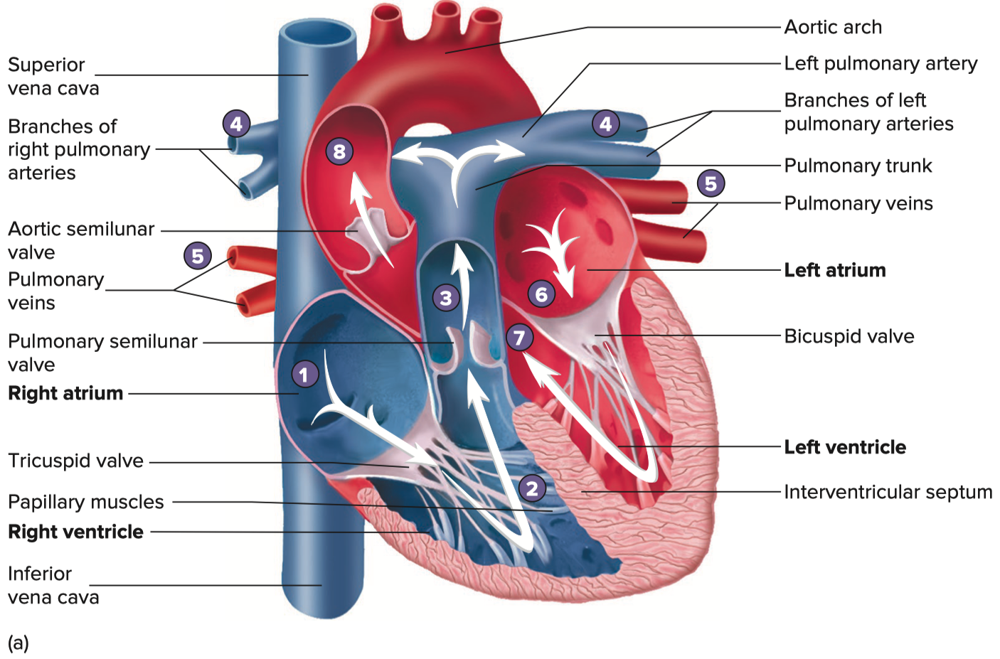 Superior
vena cava
4
Branches of
right pulmonary
arteries
Aortic semilunar
valve
5
Pulmonary
veins
Pulmonary semilunar
valve
1
Right atrium
Tricuspid valve
Papillary muscles
Right ventricle
Inferior
vena cava
8
3
2
7
6
4
5
Aortic arch
Left pulmonary artery
Branches of left
pulmonary arteries
Pulmonary trunk
Pulmonary veins
Left atrium
Bicuspid valve
Left ventricle
Interventricular septum
(a)